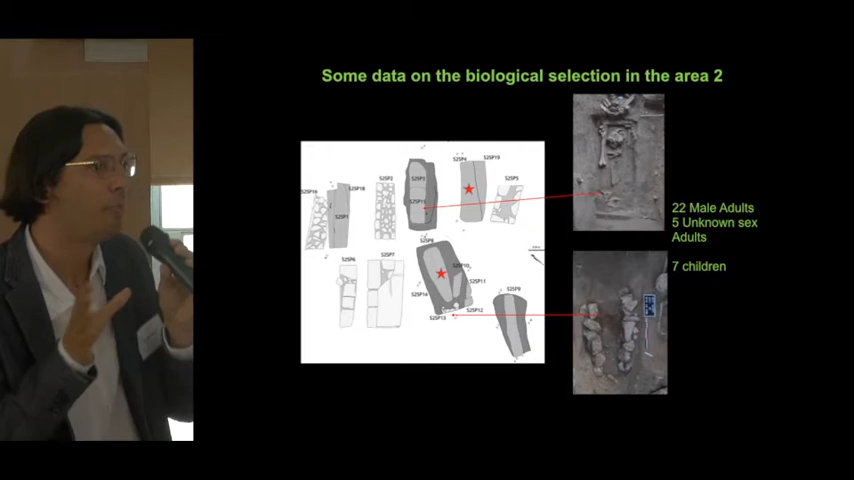 Some data on the biological selection in the area 2
S2SP4 S2SP19
S2SP16 S2SP18 S2SP2 S2SP3 S2SP5
S2SP1 S2SP15
S2SP8
S2SP6 S2SP7 S2SP10
S2SP11
S2SP14 S2SP9
S2SP13 S2SP12
22 Male Adults
5 Unknown sex
Adults
7 children